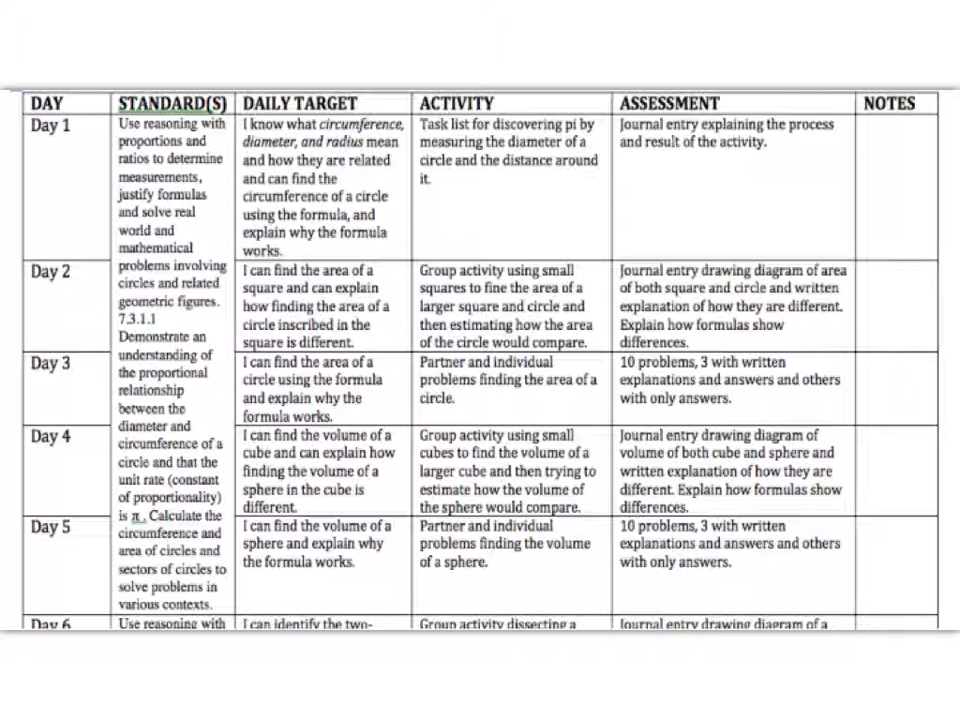 DAY STANDARD(S) DAILY TARGET ACTIVITY ASSESSMENT NOTES
Day 1
Use reasoning with
proportions and
ratios to determine
measurements,
justify formulas
and solve real
world and
mathematical
problems involving
circles and related
geometric figures.
7.3.1.1
Demonstrate an
understanding of
the proportional
relationship
between the
diameter and
circumference of a
circle and that the
unit rate (constant
of proportionality)
is π . Calculate the
circumference and
area of circles and
sectors of circles to
solve problems in
various contexts.
I know what circumference,
diameter, and radius mean
and how they are related
and can find the
circumference of a circle
using the formula, and
explain why the formula
works.
Task list for discovering pi by
measuring the diameter of a
circle and the distance around
it.
Journal entry explaining the process
and result of the activity.
Day 2
I can find the area of a
square and can explain
how finding the area of a
circle inscribed in the
square is different.
Group activity using small
squares to fine the area of a
larger square and circle and
then estimating how the area
of the circle would compare.
Journal entry drawing diagram of area
of both square and circle and written
explanation of how they are different.
Explain how formulas show
differences.
Day 3
I can find the area of a
circle using the formula
and explain why the
formula works.
Partner and individual
problems finding the area of a
circle.
10 problems, 3 with written
explanations and answers and others
with only answers.
Day 4
I can find the volume of a
cube and can explain how
finding the volume of a
sphere in the cube is
different.
Group activity using small
cubes to find the volume of a
larger cube and then trying to
estimate how the volume of
the sphere would compare.
Journal entry drawing diagram of
volume of both cube and sphere and
written explanation of how they are
different. Explain how formulas show
differences.
Day 5
I can find the volume of a
sphere and explain why
the formula works.
Partner and individual
problems finding the volume
of a sphere.
10 problems, 3 with written
explanations and answers and others
with only answers.
Day 6
Use reasoning with
I can identify the two-
Group activity dissecting a
Journal entry drawing diagram of a